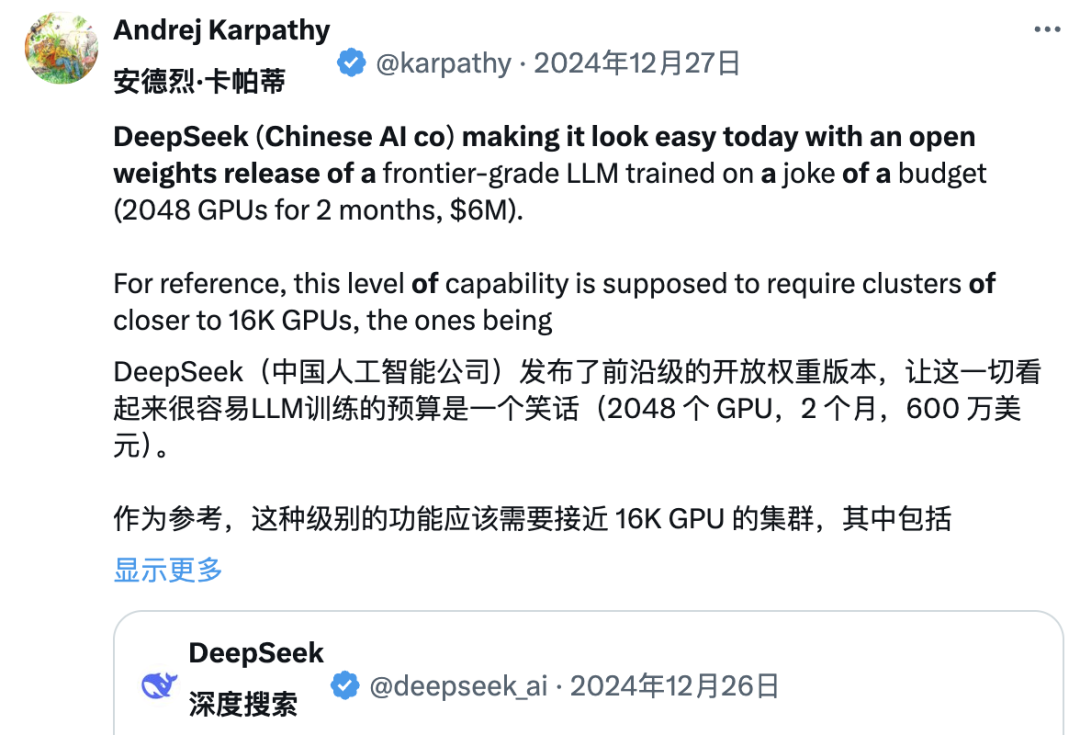 Andrej Karpathy
安德烈·卡帕蒂
@karpathy · 2024年12月27日
DeepSeek (Chinese AI co) making it look easy today with an open
weights release of a frontier-grade LLM trained on a joke of a budget
(2048 GPUs for 2 months, $6M).
For reference, this level of capability is supposed to require clusters of
closer to 16K GPUs, the ones being
DeepSeek（中国人工智能公司）发布了前沿级的开放权重版本，让这一切看
起来很容易LLM训练的预算是一个笑话（2048 个 GPU，2 个月，600 万美
元）。
作为参考，这种级别的功能应该需要接近 16K GPU 的集群，其中包括
显示更多
DeepSeek
深度搜索
@deepseek_ai · 2024年12月26日